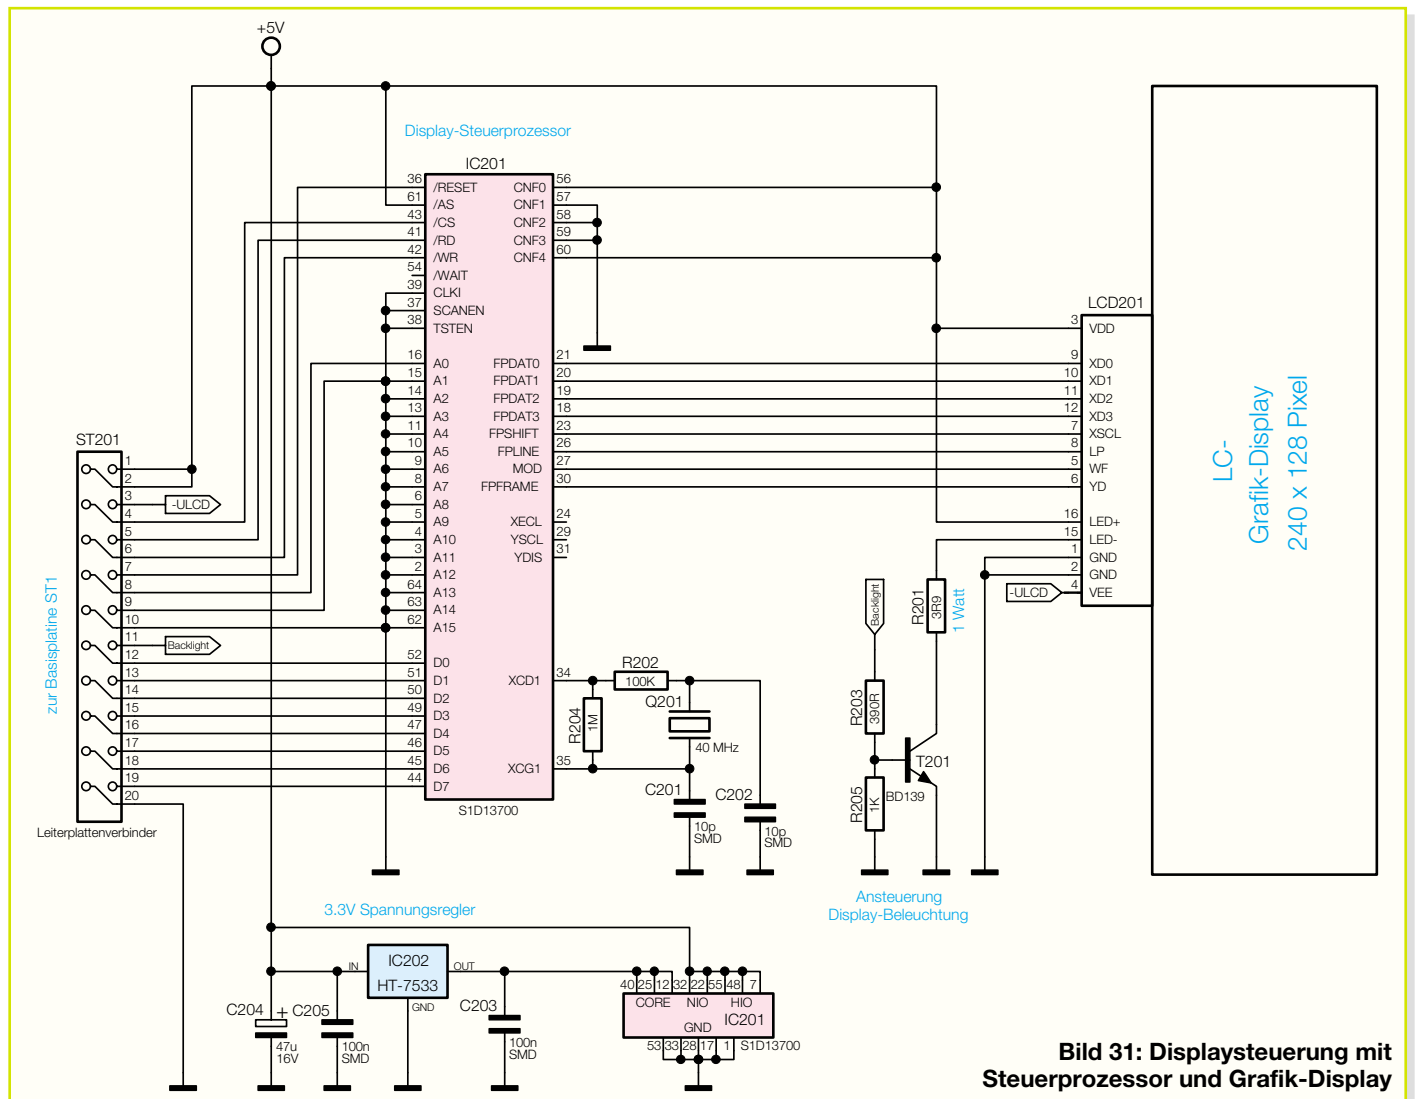 +5V
Display-Steuerprozessor
IC201
36 /RESET CNF0 56
61 /AS CNF1 57
43 /CS CNF2 58
41 /RD CNF3 59
42 /WR CNF4 60
54 /WAIT
39 CLKI
37 SCANEN
38 TSTEN
16 A0 FPDAT0 21
15 A1 FPDAT1 20
14 A2 FPDAT2 19
13 A3 FPDAT3 18
11 A4 FPSHIFT 23
10 A5 FPLINE 26
9 A6 MOD 27
8 A7 FPFRAME 30
6 A8
5 A9 XECL 24
4 A10 YSCL 29
3 A11 YDIS 31
2 A12
64 A13
63 A14
62 A15
52 D0
51 D1 XCD1 34
50 D2
49 D3
47 D4
46 D5
45 D6 XCG1 35
44 D7
S1D13700
ST201
1
2
3
-ULCD
4
5
6
7
8
9
10
11
Backlight
12
13
14
15
16
17
18
19
20
Leiterplattenverbinder
zur Basisplatine ST1
R202
100K
R204
1M
Q201
40 MHz
C201
10p
SMD
C202
10p
SMD
LCD201
3 VDD
9 XD0
10 XD1
11 XD2
12 XD3
7 XSCL
8 LP
5 WF
6 YD
16 LED+
15 LED-
1 GND
2 GND
4 VEE
-ULCD
LC-
Grafik-Display
240 x 128 Pixel
Backlight
R201
3R9
1 Watt
R203
390R
R205
1K
T201
BD139
Ansteuerung
Display-Beleuchtung
3.3V Spannungsregler
IN
IC202
HT-7533
OUT
GND
C204
+
47u
16V
C205
100n
SMD
C203
100n
SMD
40 25 12 32 22 55 48 7
CORE NIO HIO
IC201
GND
53 33 28 17 1
S1D13700
Bild 31: Displaysteuerung mit
Steuerprozessor und Grafik-Display